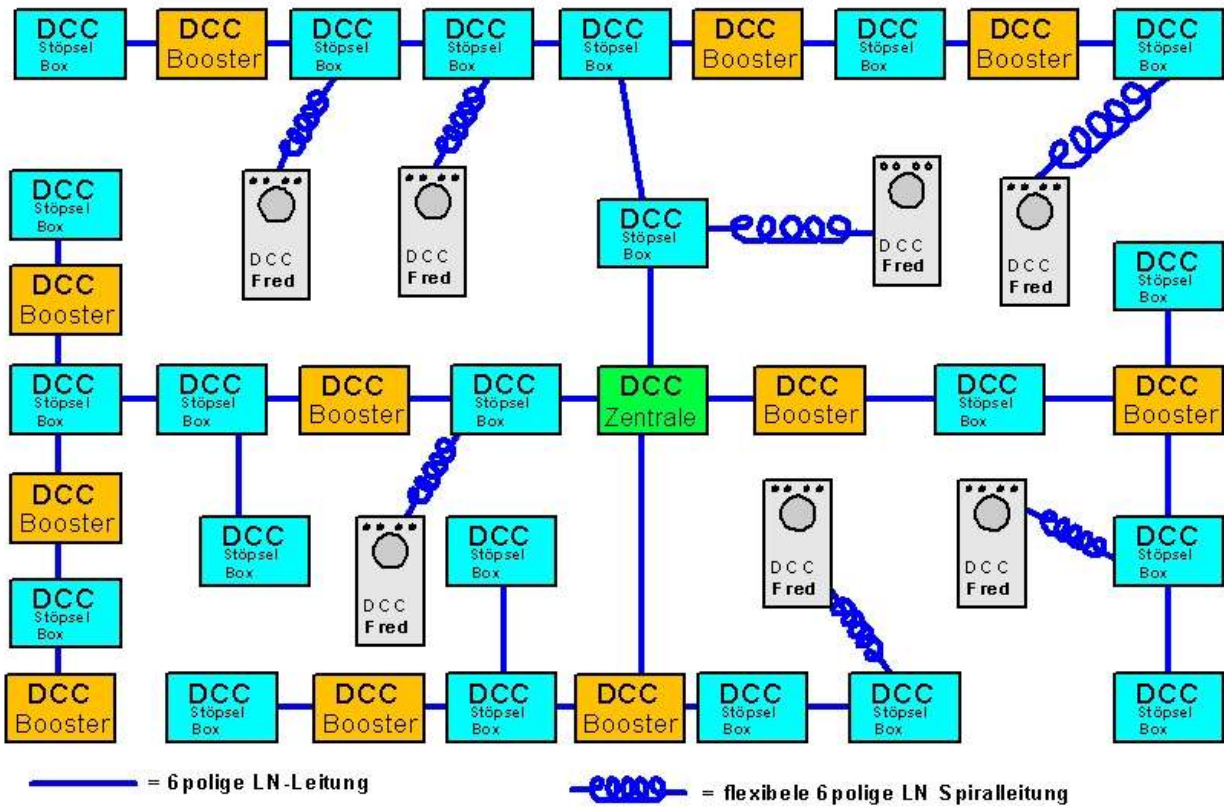 DCC
Stöpsel
Box
DCC
Booster
DCC
Stöpsel
Box
DCC
Stöpsel
Box
DCC
Stöpsel
Box
DCC
Booster
DCC
Stöpsel
Box
DCC
Booster
DCC
Stöpsel
Box
DCC
Stöpsel
Box
DCC
Fred
DCC
Fred
DCC
Stöpsel
Box
DCC
Fred
DCC
Fred
DCC
Stöpsel
Box
DCC
Booster
DCC
Stöpsel
Box
DCC
Stöpsel
Box
DCC
Booster
DCC
Stöpsel
Box
DCC
Zentrale
DCC
Booster
DCC
Stöpsel
Box
DCC
Booster
DCC
Booster
DCC
Stöpsel
Box
DCC
Fred
DCC
Stöpsel
Box
DCC
Fred
DCC
Fred
DCC
Stöpsel
Box
DCC
Stöpsel
Box
DCC
Booster
DCC
Stöpsel
Box
DCC
Booster
DCC
Stöpsel
Box
DCC
Booster
DCC
Stöpsel
Box
DCC
Stöpsel
Box
DCC
Stöpsel
Box
= 6polige LN-Leitung
= flexibele 6polige LN Spiralleitung